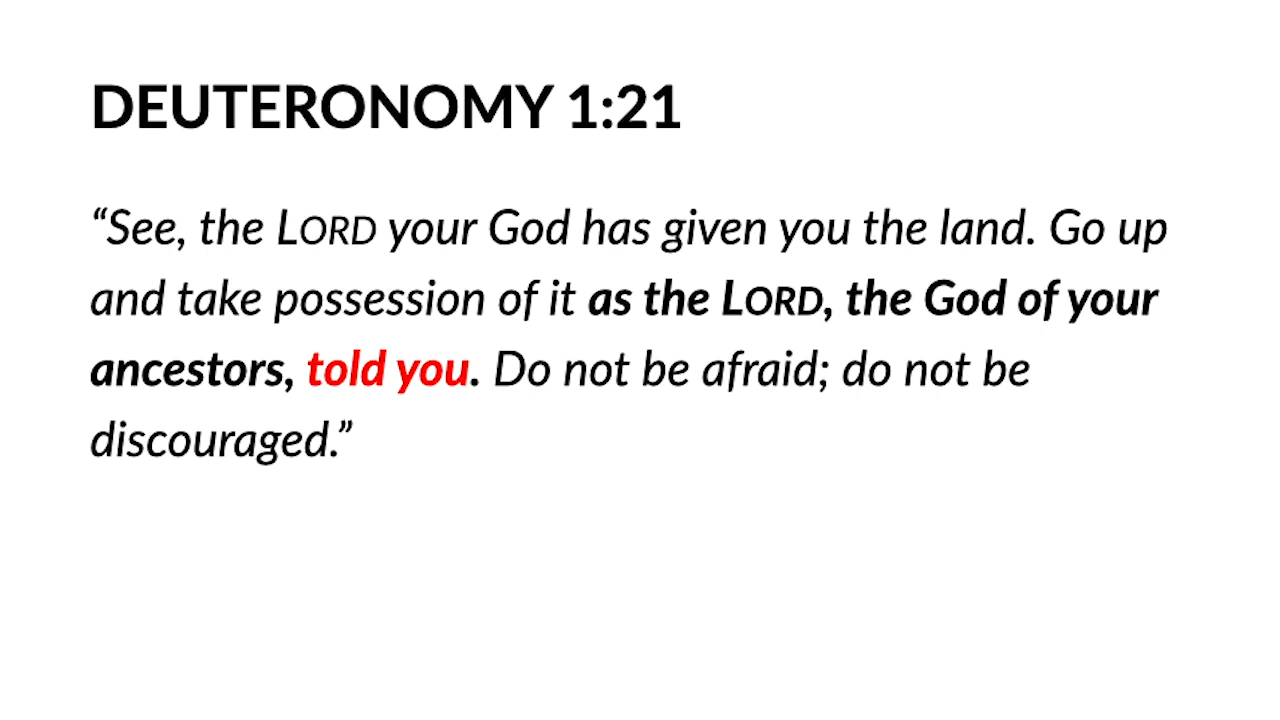 DEUTERONOMY 1:21
“See, the LORD your God has given you the land. Go up
and take possession of it as the LORD, the God of your
ancestors, told you. Do not be afraid; do not be
discouraged.”